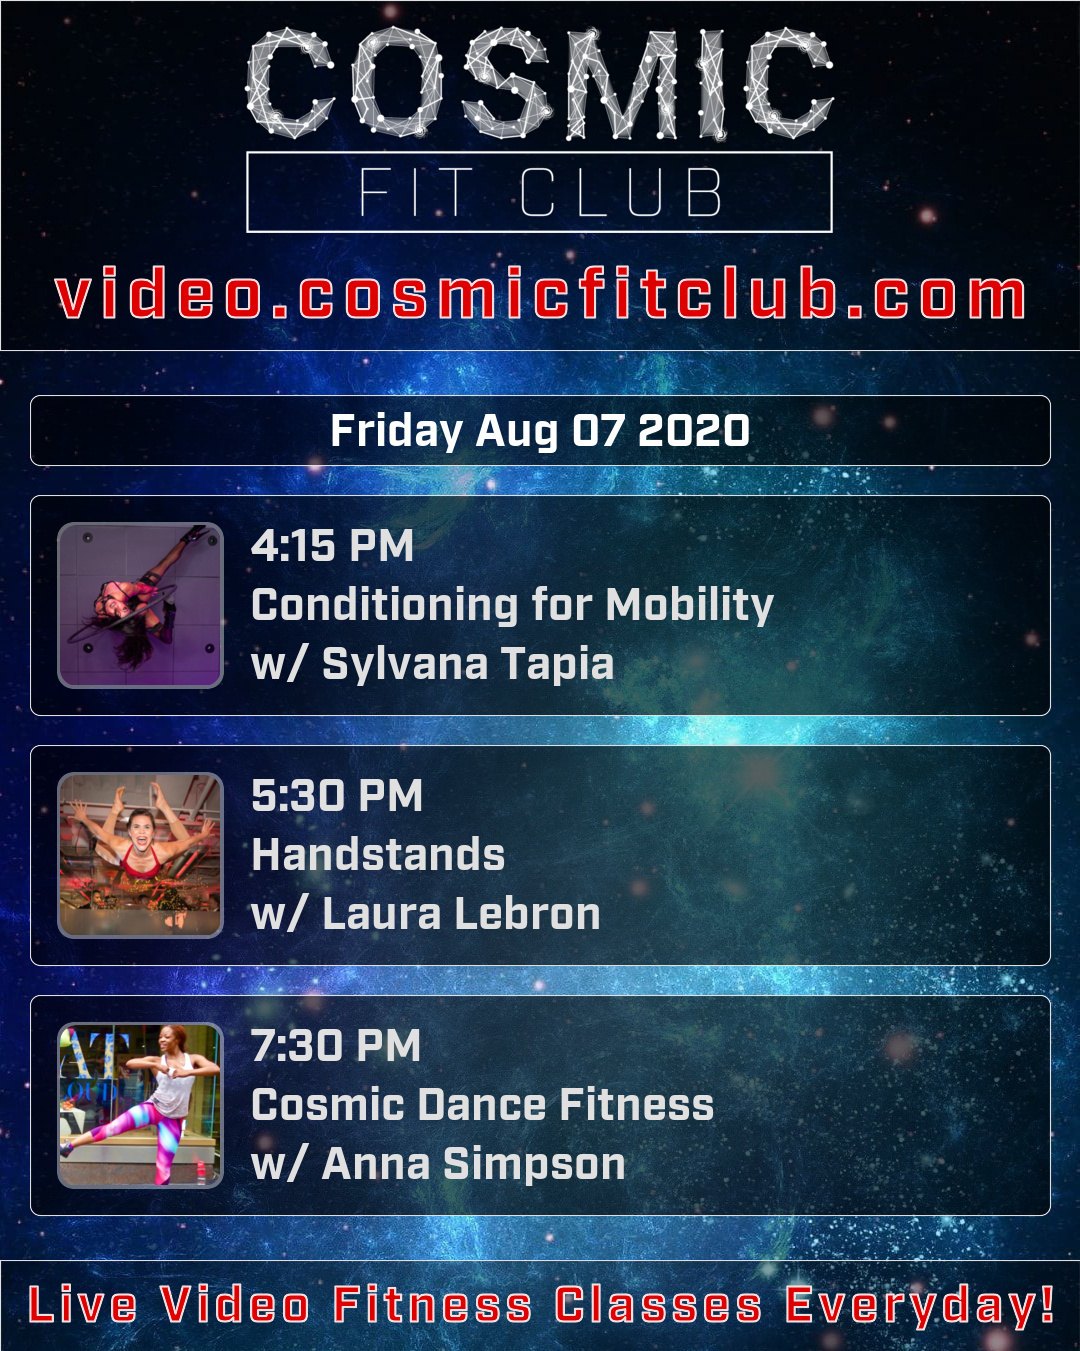 COSMIC
FIT CLUB
video.cosmicfitclub.com
Friday Aug 07 2020
4:15 PM
Conditioning for Mobility
w/ Sylvana Tapia
5:30 PM
Handstands
w/ Laura Lebron
7:30 PM
Cosmic Dance Fitness
w/ Anna Simpson
Live Video Fitness Classes Everyday!